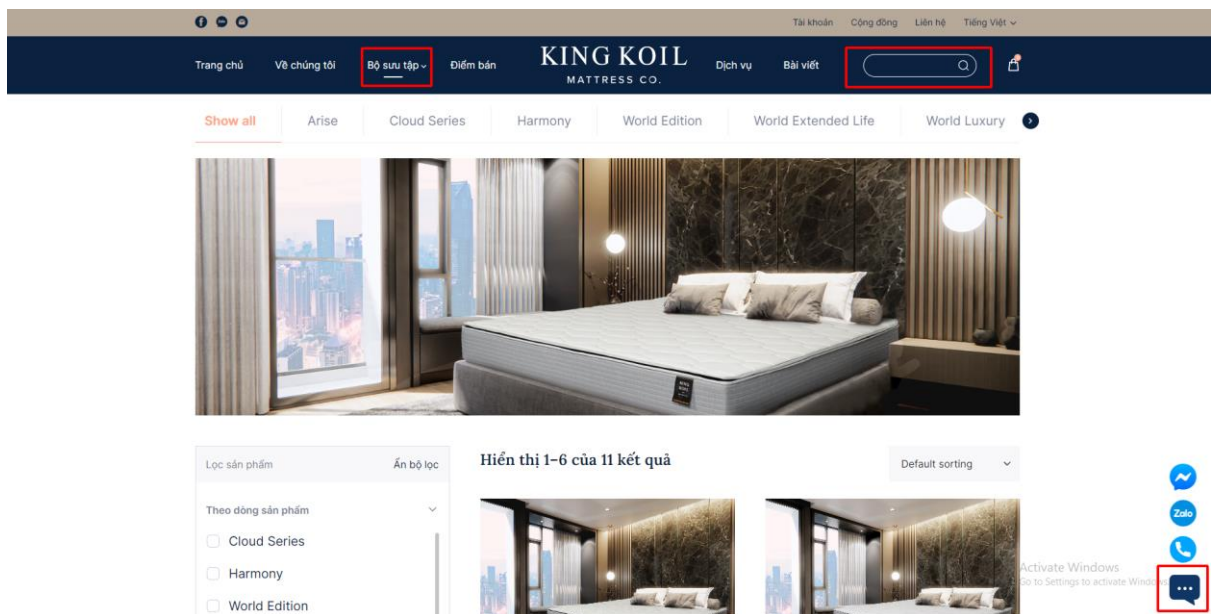 Tài khoản Cộng đồng Liên hệ Tiếng Việt
Trang chủ Về chúng tôi Bộ sưu tập Điểm bán KING KOIL Dịch vụ Bài viết
MATTRESS CO.
Show all Arise Cloud Series Harmony World Edition World Extended Life World Luxury
KING
KOIL
Lọc sản phẩm Ẩn bộ lọc Hiển thị 1–6 của 11 kết quả Default sorting
Theo dòng sản phẩm
Zalo
Cloud Series
Harmony
Activate Windows
Go to Settings to activate Windows
World Edition